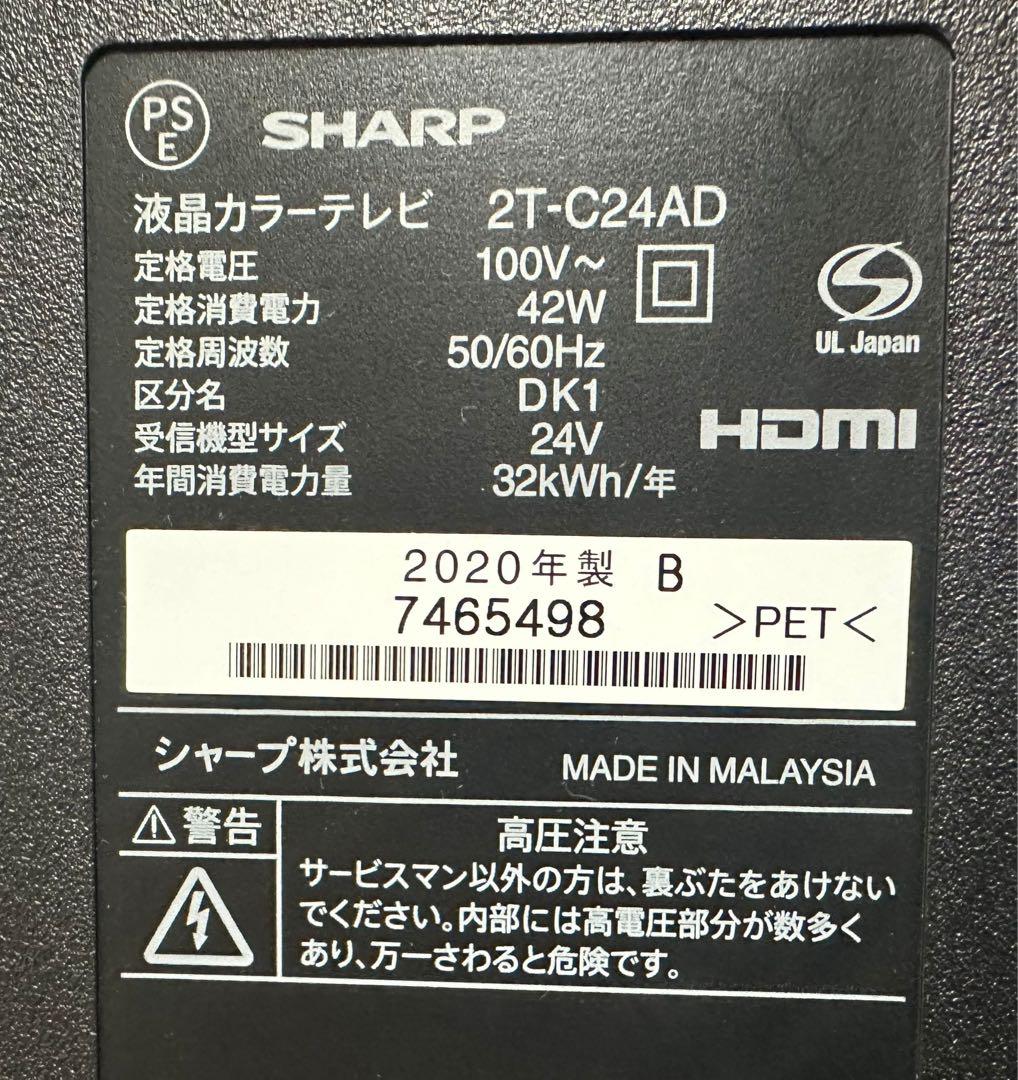 PS
E
SHARP
液晶カラーテレビ 2T-C24AD
定格電圧 100V～
定格消費電力 42W
定格周波数 50/60Hz
区分名 DK1
受信機型サイズ 24V
年間消費電力量 32kWh/年
UL Japan
HDMI
2020年製 B
7465498 >PET<
シャープ株式会社 MADE IN MALAYSIA
警告
高圧注意
サービスマン以外の方は、裏ぶたをあけない
でください。内部には高電圧部分が数多く
あり、万一さわると危険です。